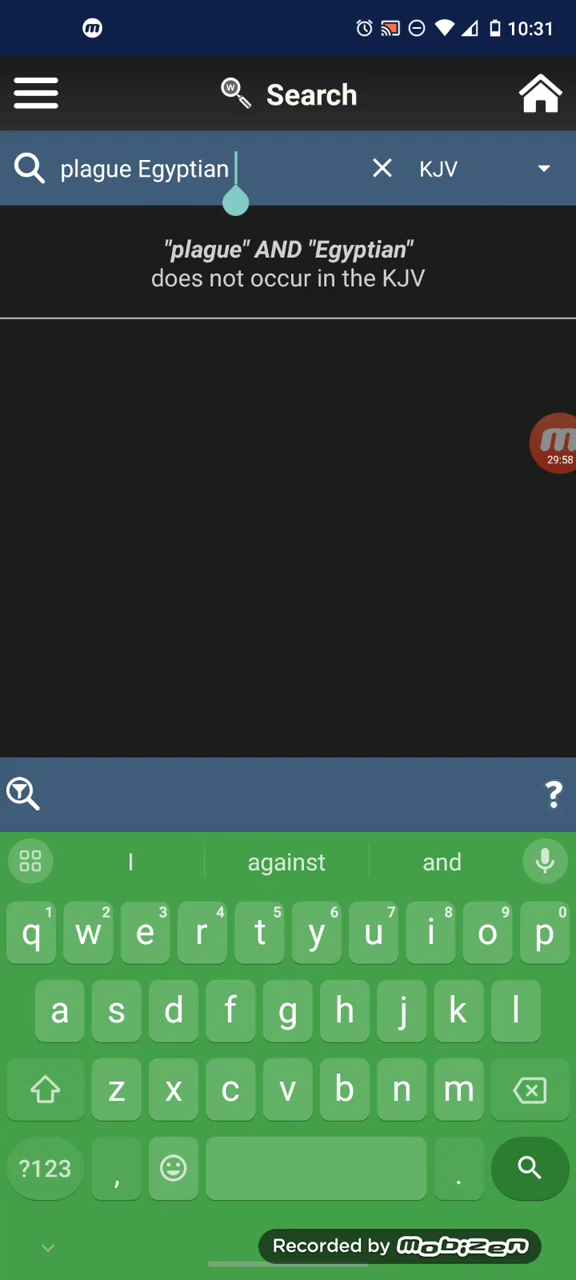 m 10:31
W Search
plague Egyptian KJV
"plague" AND "Egyptian"
does not occur in the KJV
m
29:58
?
I against and
1 2 3 4 5 6 7 8 9 0
q w e r t y u i o p
a s d f g h j k l
z x c v b n m
?123 , .
Recorded by mobizen